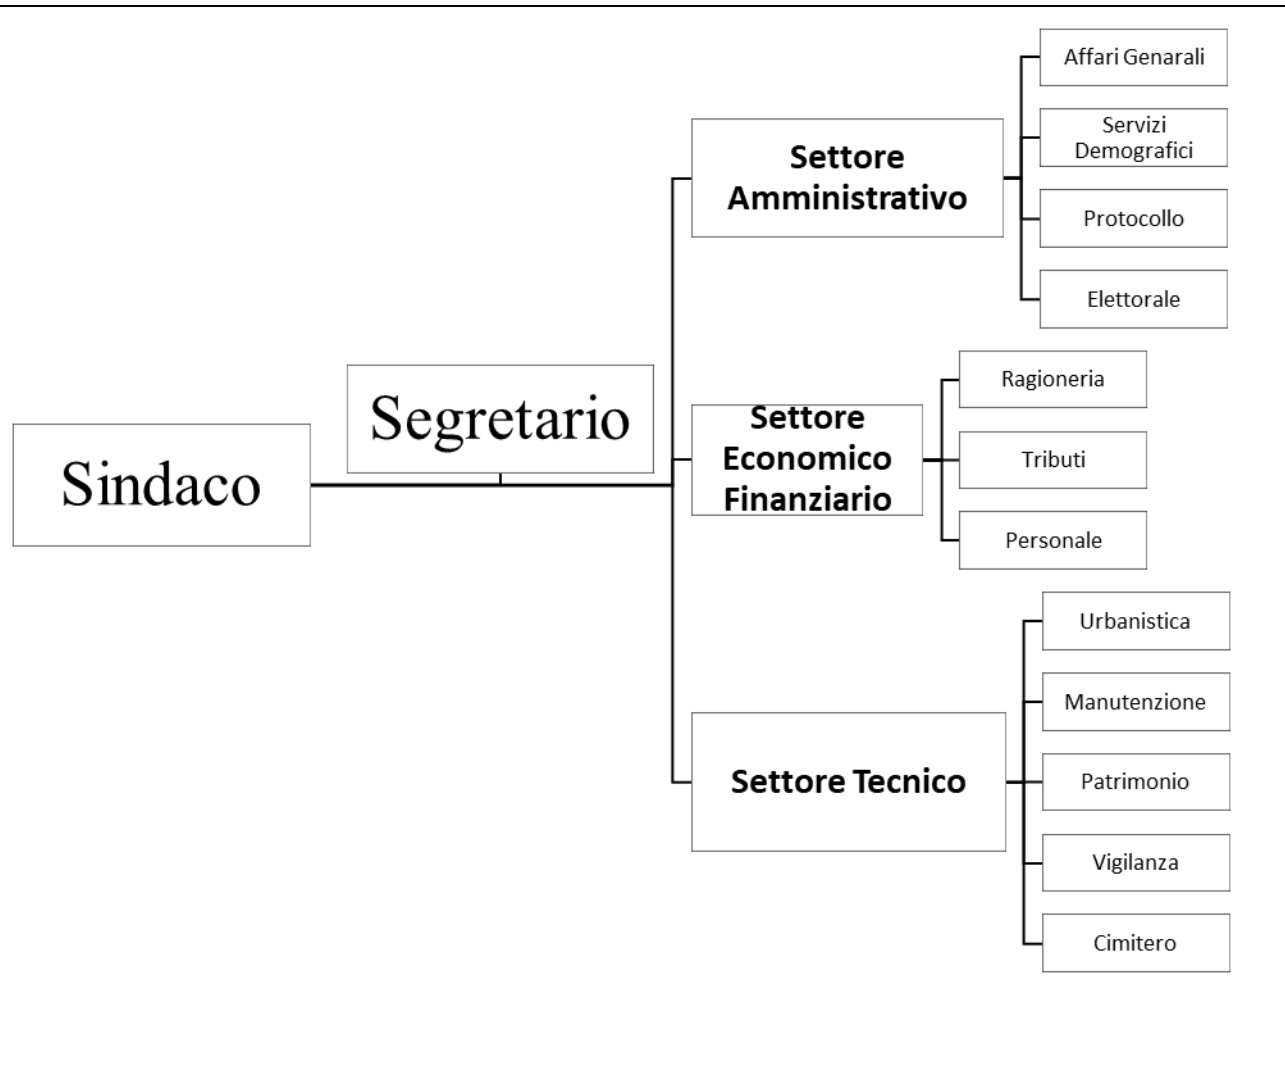 Sindaco
Segretario
Settore
Amministrativo
Affari Genarali
Servizi
Demografici
Protocollo
Elettorale
Settore
Economico
Finanziario
Ragioneria
Tributi
Personale
Settore Tecnico
Urbanistica
Manutenzione
Patrimonio
Vigilanza
Cimitero